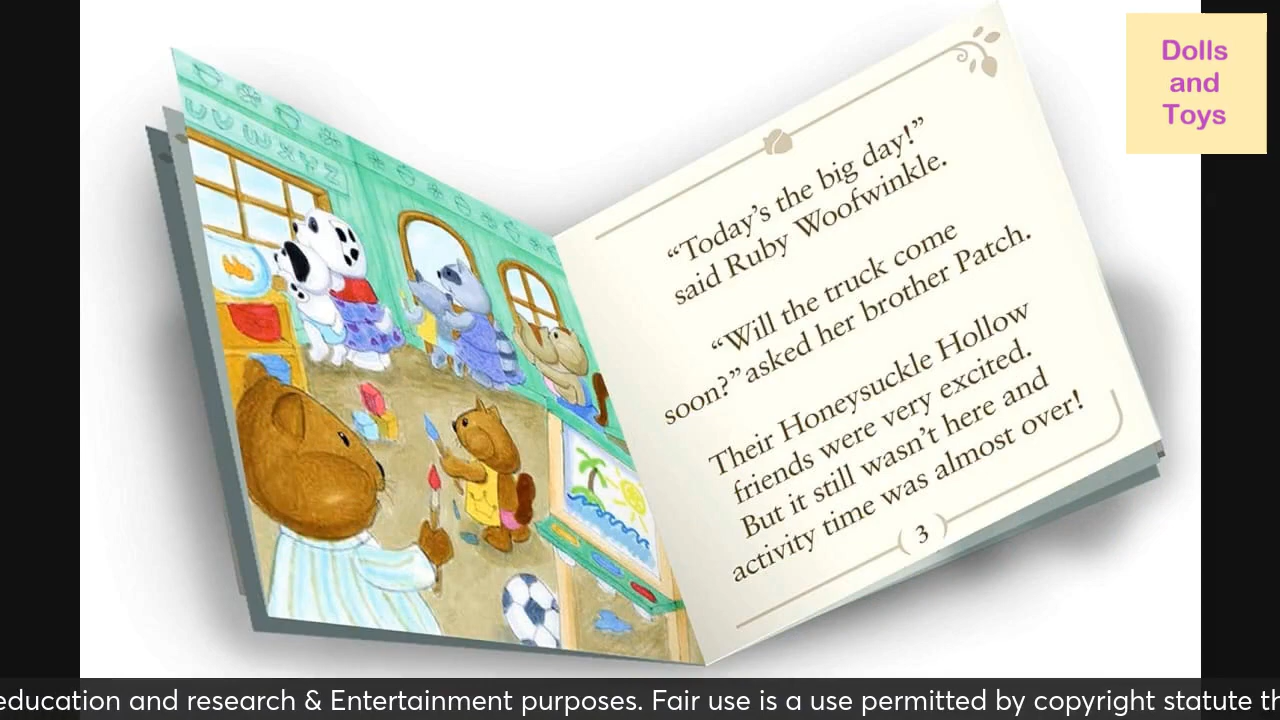 Dolls
and
Toys
U V W X Y Z
“Today’s the big day!”
said Ruby Woofwinkle.
“Will the truck come
soon?” asked her brother Patch.
Their Honeysuckle Hollow
friends were very excited.
But it still wasn’t here and
activity time was almost over!
3
education and research & Entertainment purposes. Fair use is a use permitted by copyright statute